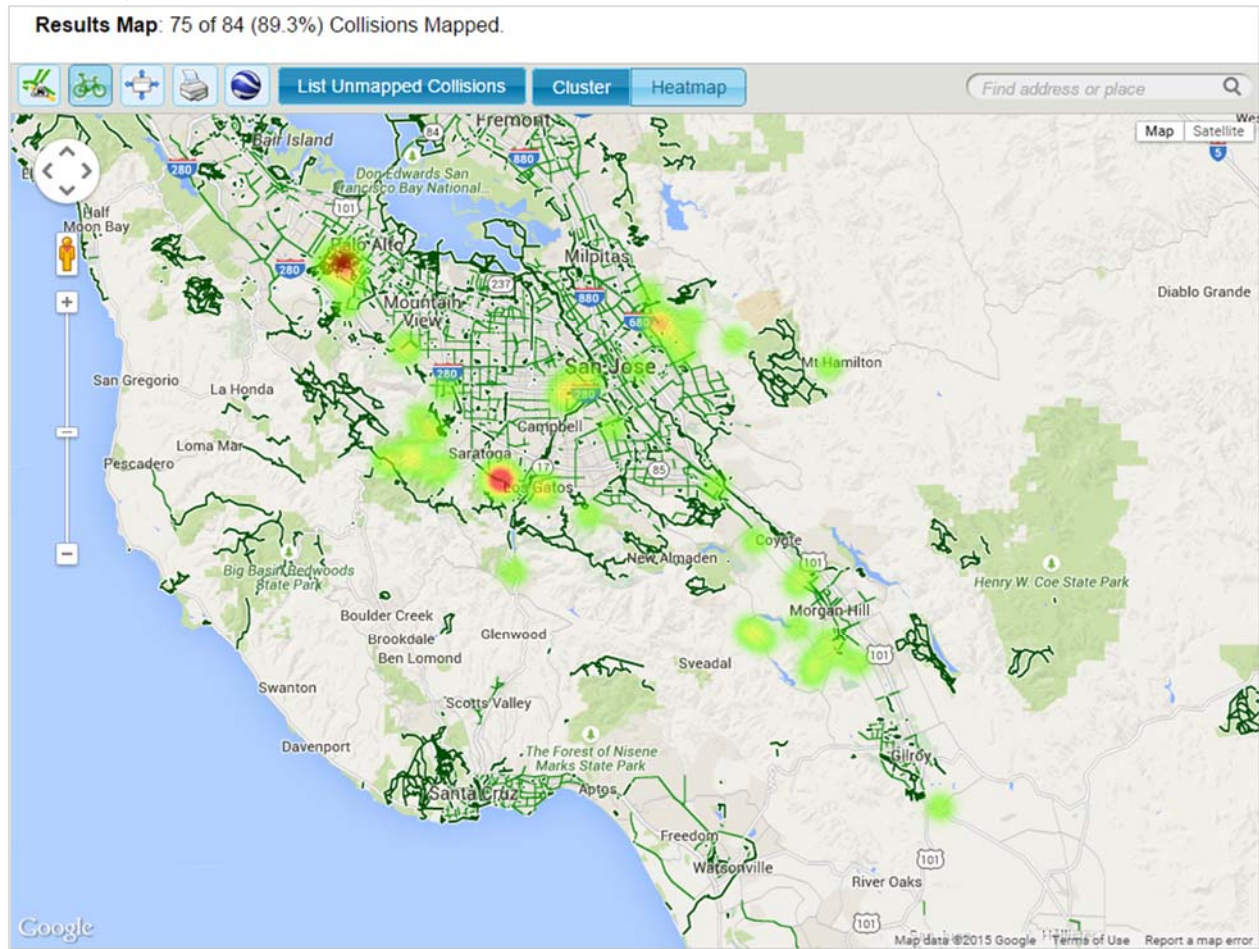 Results Map: 75 of 84 (89.3%) Collisions Mapped.
List Unmapped Collisions
Cluster
Heatmap
Find address or place
Map
Satellite
5
Fremont
84
880
Bair Island
280
Don Edwards San
Francisco Bay National...
101
Half
Moon Bay
Palo Alto
280
Milpitas
237
880
Mountain
View
680
Diablo Grande
San Jose
Mt Hamilton
280
280
San Gregorio
La Honda
Campbell
Loma Mar
Saratoga
Pescadero
17
85
Los Gatos
New Almaden
Coyote
101
Big Basin Redwoods
State Park
Henry W. Coe State Park
Boulder Creek
Morgan Hill
Brookdale
Glenwood
Ben Lomond
Sveadal
101
Swanton
Scotts Valley
Davenport
The Forest of Nisene
Marks State Park
Gilroy
Santa Cruz
Aptos
Freedom
Watsonville
101
River Oaks
101
Google
Map data ©2015 Google
Terms of Use
Report a map error